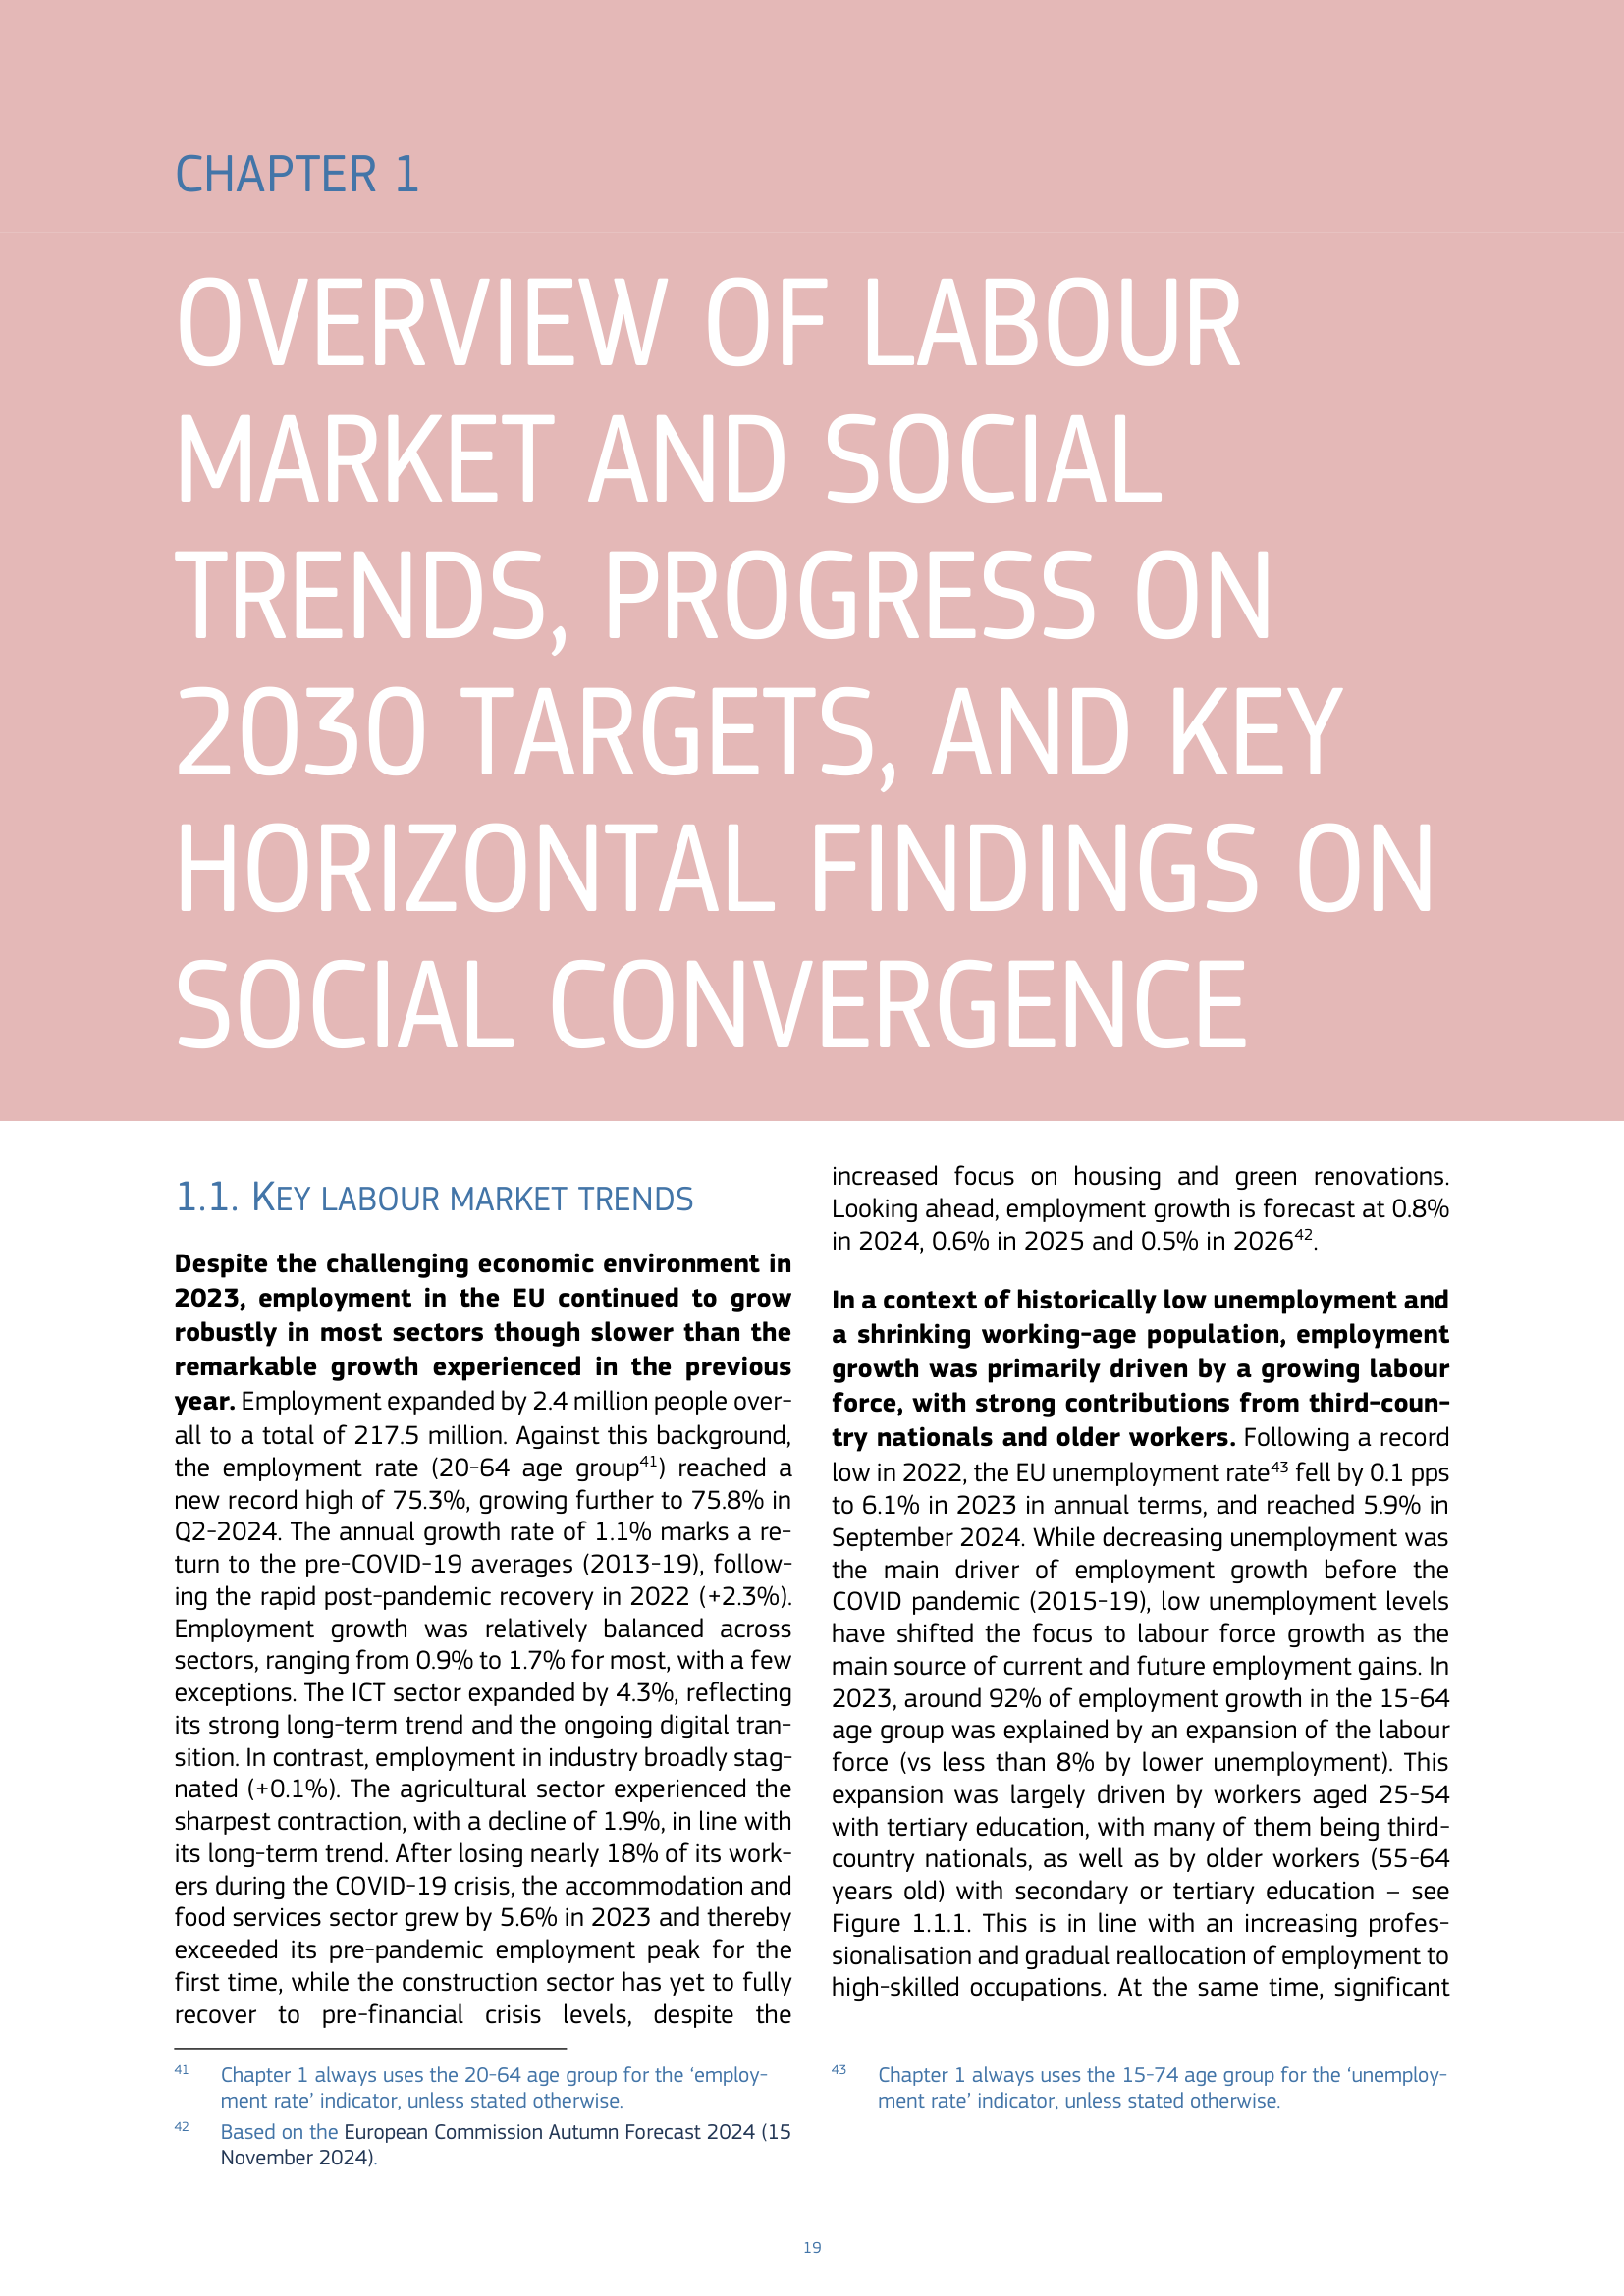 CHAPTER 1
OVERVIEW OF LABOUR
MARKET AND SOCIAL
TRENDS, PROGRESS ON
2030 TARGETS, AND KEY
HORIZONTAL FINDINGS ON
SOCIAL CONVERGENCE
1.1. KEY LABOUR MARKET TRENDS
Despite the challenging economic environment in
2023, employment in the EU continued to grow
robustly in most sectors though slower than the
remarkable growth experienced in the previous
year. Employment expanded by 2.4 million people over-
all to a total of 217.5 million. Against this background,
the employment rate (20-64 age group⁴¹) reached a
new record high of 75.3%, growing further to 75.8% in
Q2-2024. The annual growth rate of 1.1% marks a re-
turn to the pre-COVID-19 averages (2013-19), follow-
ing the rapid post-pandemic recovery in 2022 (+2.3%).
Employment growth was relatively balanced across
sectors, ranging from 0.9% to 1.7% for most, with a few
exceptions. The ICT sector expanded by 4.3%, reflecting
its strong long-term trend and the ongoing digital tran-
sition. In contrast, employment in industry broadly stag-
nated (+0.1%). The agricultural sector experienced the
sharpest contraction, with a decline of 1.9%, in line with
its long-term trend. After losing nearly 18% of its work-
ers during the COVID-19 crisis, the accommodation and
food services sector grew by 5.6% in 2023 and thereby
exceeded its pre-pandemic employment peak for the
first time, while the construction sector has yet to fully
recover to pre-financial crisis levels, despite the
increased focus on housing and green renovations.
Looking ahead, employment growth is forecast at 0.8%
in 2024, 0.6% in 2025 and 0.5% in 2026⁴².
In a context of historically low unemployment and
a shrinking working-age population, employment
growth was primarily driven by a growing labour
force, with strong contributions from third-coun-
try nationals and older workers. Following a record
low in 2022, the EU unemployment rate⁴³ fell by 0.1 pps
to 6.1% in 2023 in annual terms, and reached 5.9% in
September 2024. While decreasing unemployment was
the main driver of employment growth before the
COVID pandemic (2015-19), low unemployment levels
have shifted the focus to labour force growth as the
main source of current and future employment gains. In
2023, around 92% of employment growth in the 15-64
age group was explained by an expansion of the labour
force (vs less than 8% by lower unemployment). This
expansion was largely driven by workers aged 25-54
with tertiary education, with many of them being third-
country nationals, as well as by older workers (55-64
years old) with secondary or tertiary education – see
Figure 1.1.1. This is in line with an increasing profes-
sionalisation and gradual reallocation of employment to
high-skilled occupations. At the same time, significant
41 Chapter 1 always uses the 20-64 age group for the ‘employ-
ment rate’ indicator, unless stated otherwise.
42 Based on the European Commission Autumn Forecast 2024 (15
November 2024).
43 Chapter 1 always uses the 15-74 age group for the ‘unemploy-
ment rate’ indicator, unless stated otherwise.
19